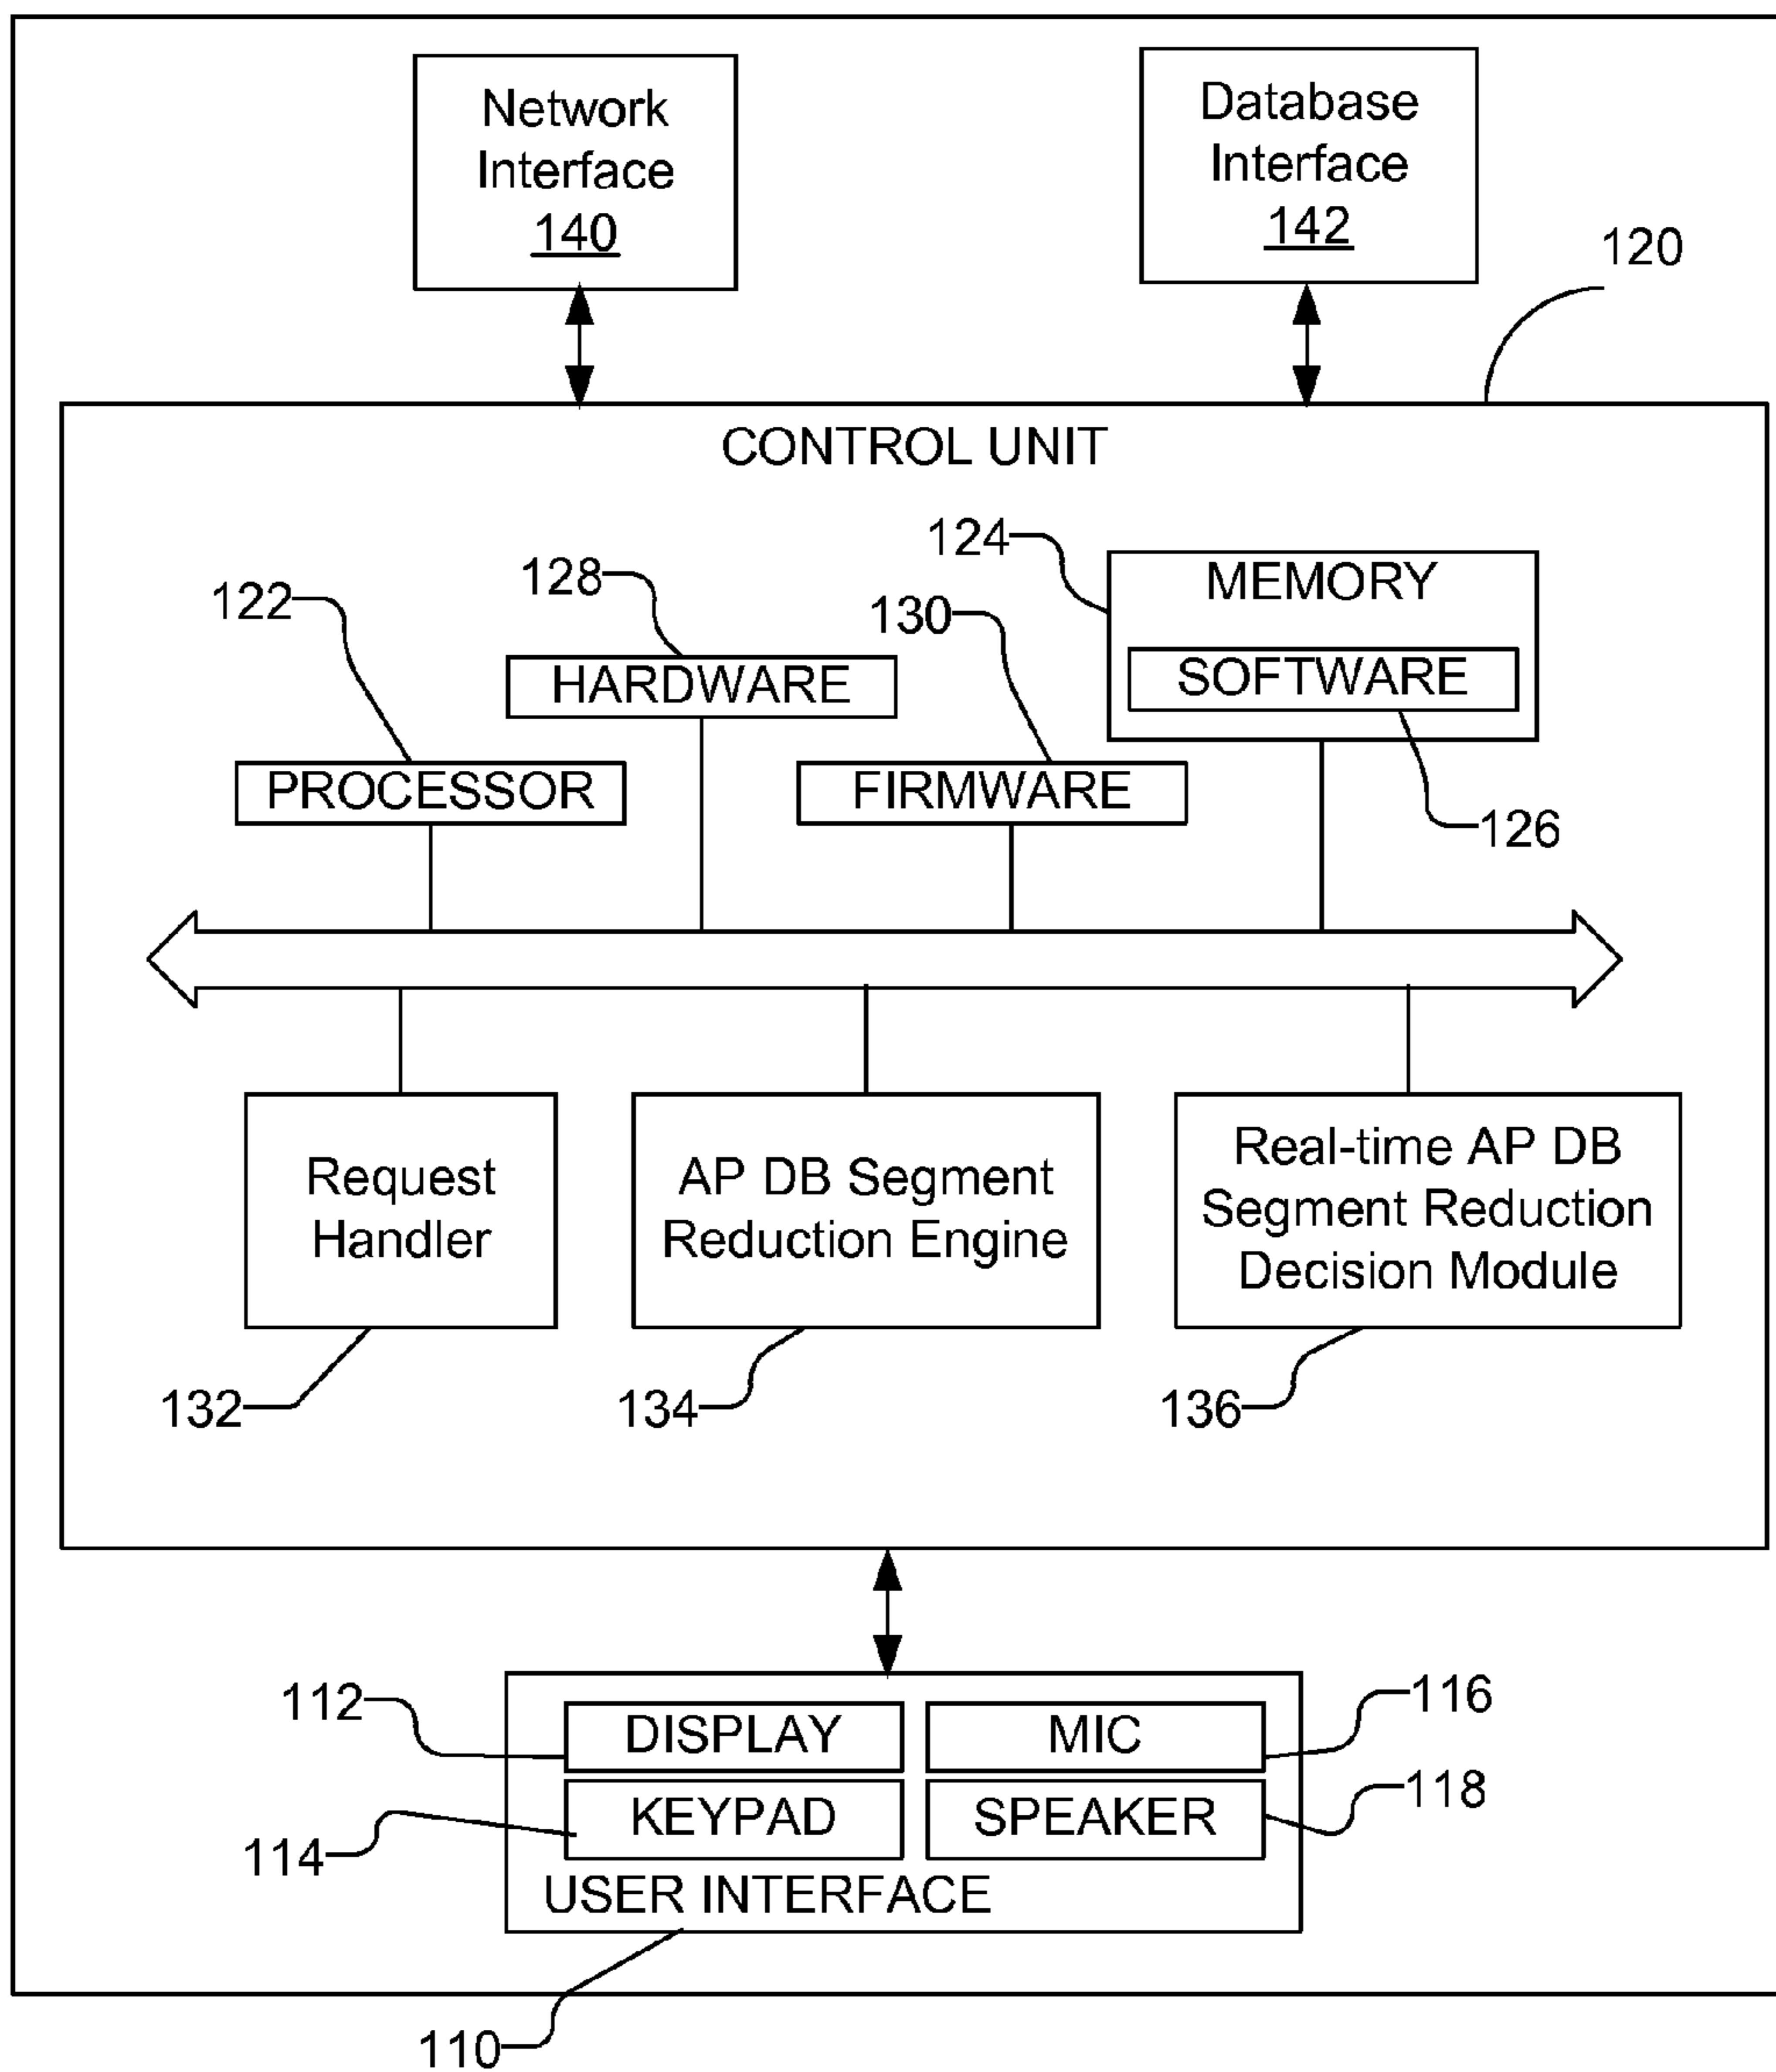 Network
Interface
140
Database
Interface
142
120
CONTROL UNIT
124
MEMORY
128
122
130
HARDWARE
SOFTWARE
PROCESSOR
FIRMWARE
126
Request
Handler
AP DB Segment
Reduction Engine
Real-time AP DB
Segment Reduction
Decision Module
132
134
136
112
DISPLAY
MIC
116
KEYPAD
SPEAKER
118
114
USER INTERFACE
110